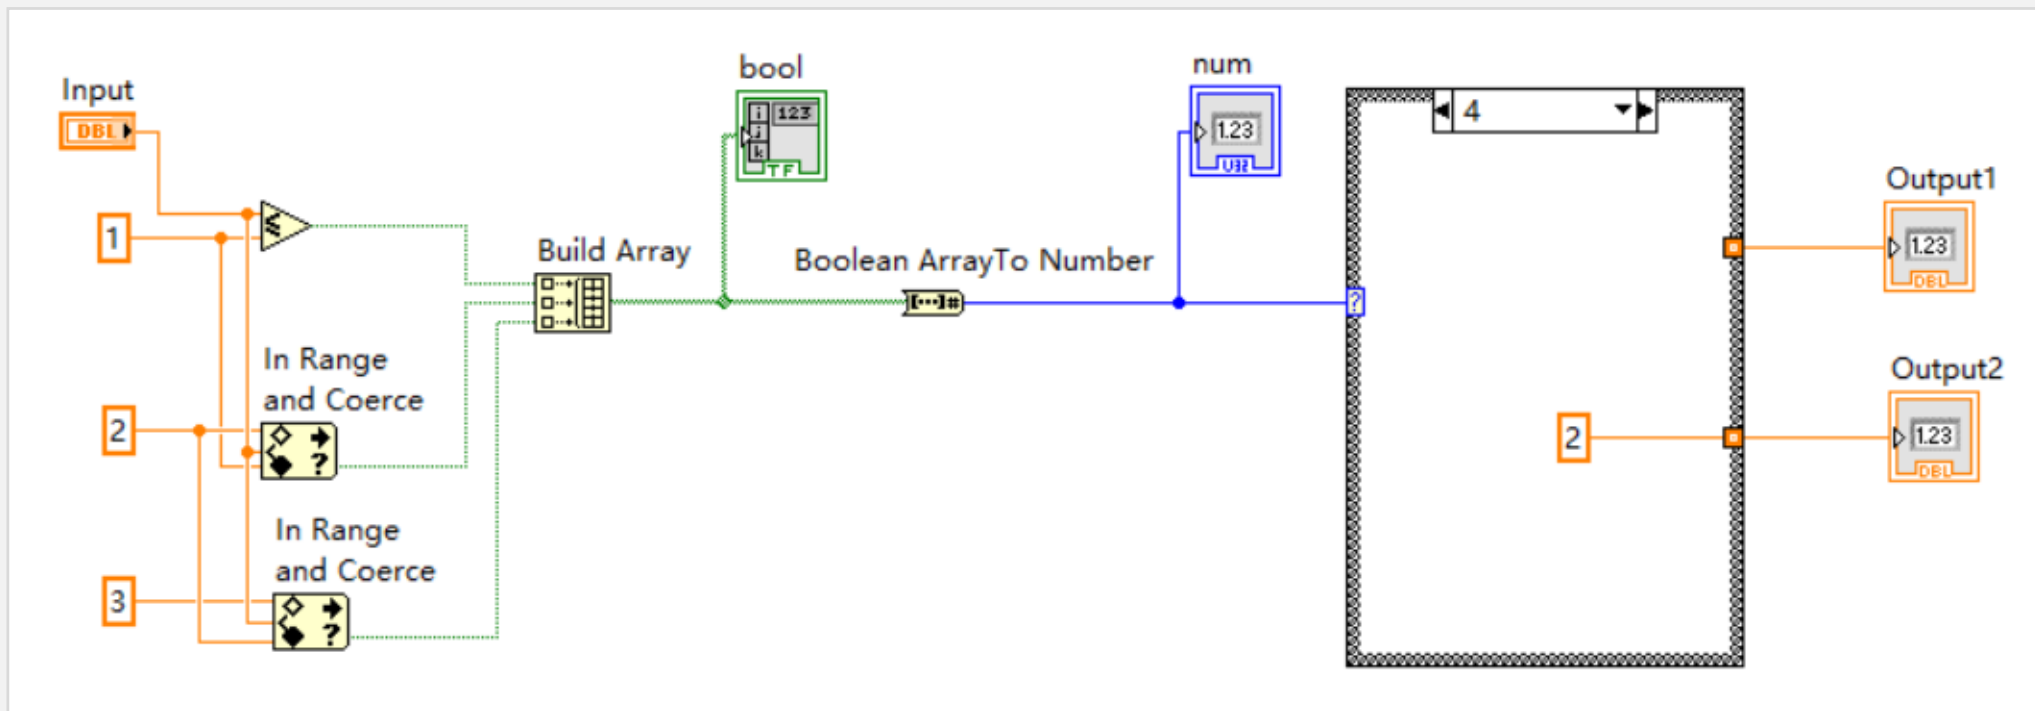 Input
DBL
1
2
3
≤
In Range
and Coerce
?
In Range
and Coerce
?
Build Array
bool
i
j
k
123
TF
Boolean ArrayTo Number
[···]#
num
1.23
U32
?
4
2
Output1
1.23
DBL
Output2
1.23
DBL